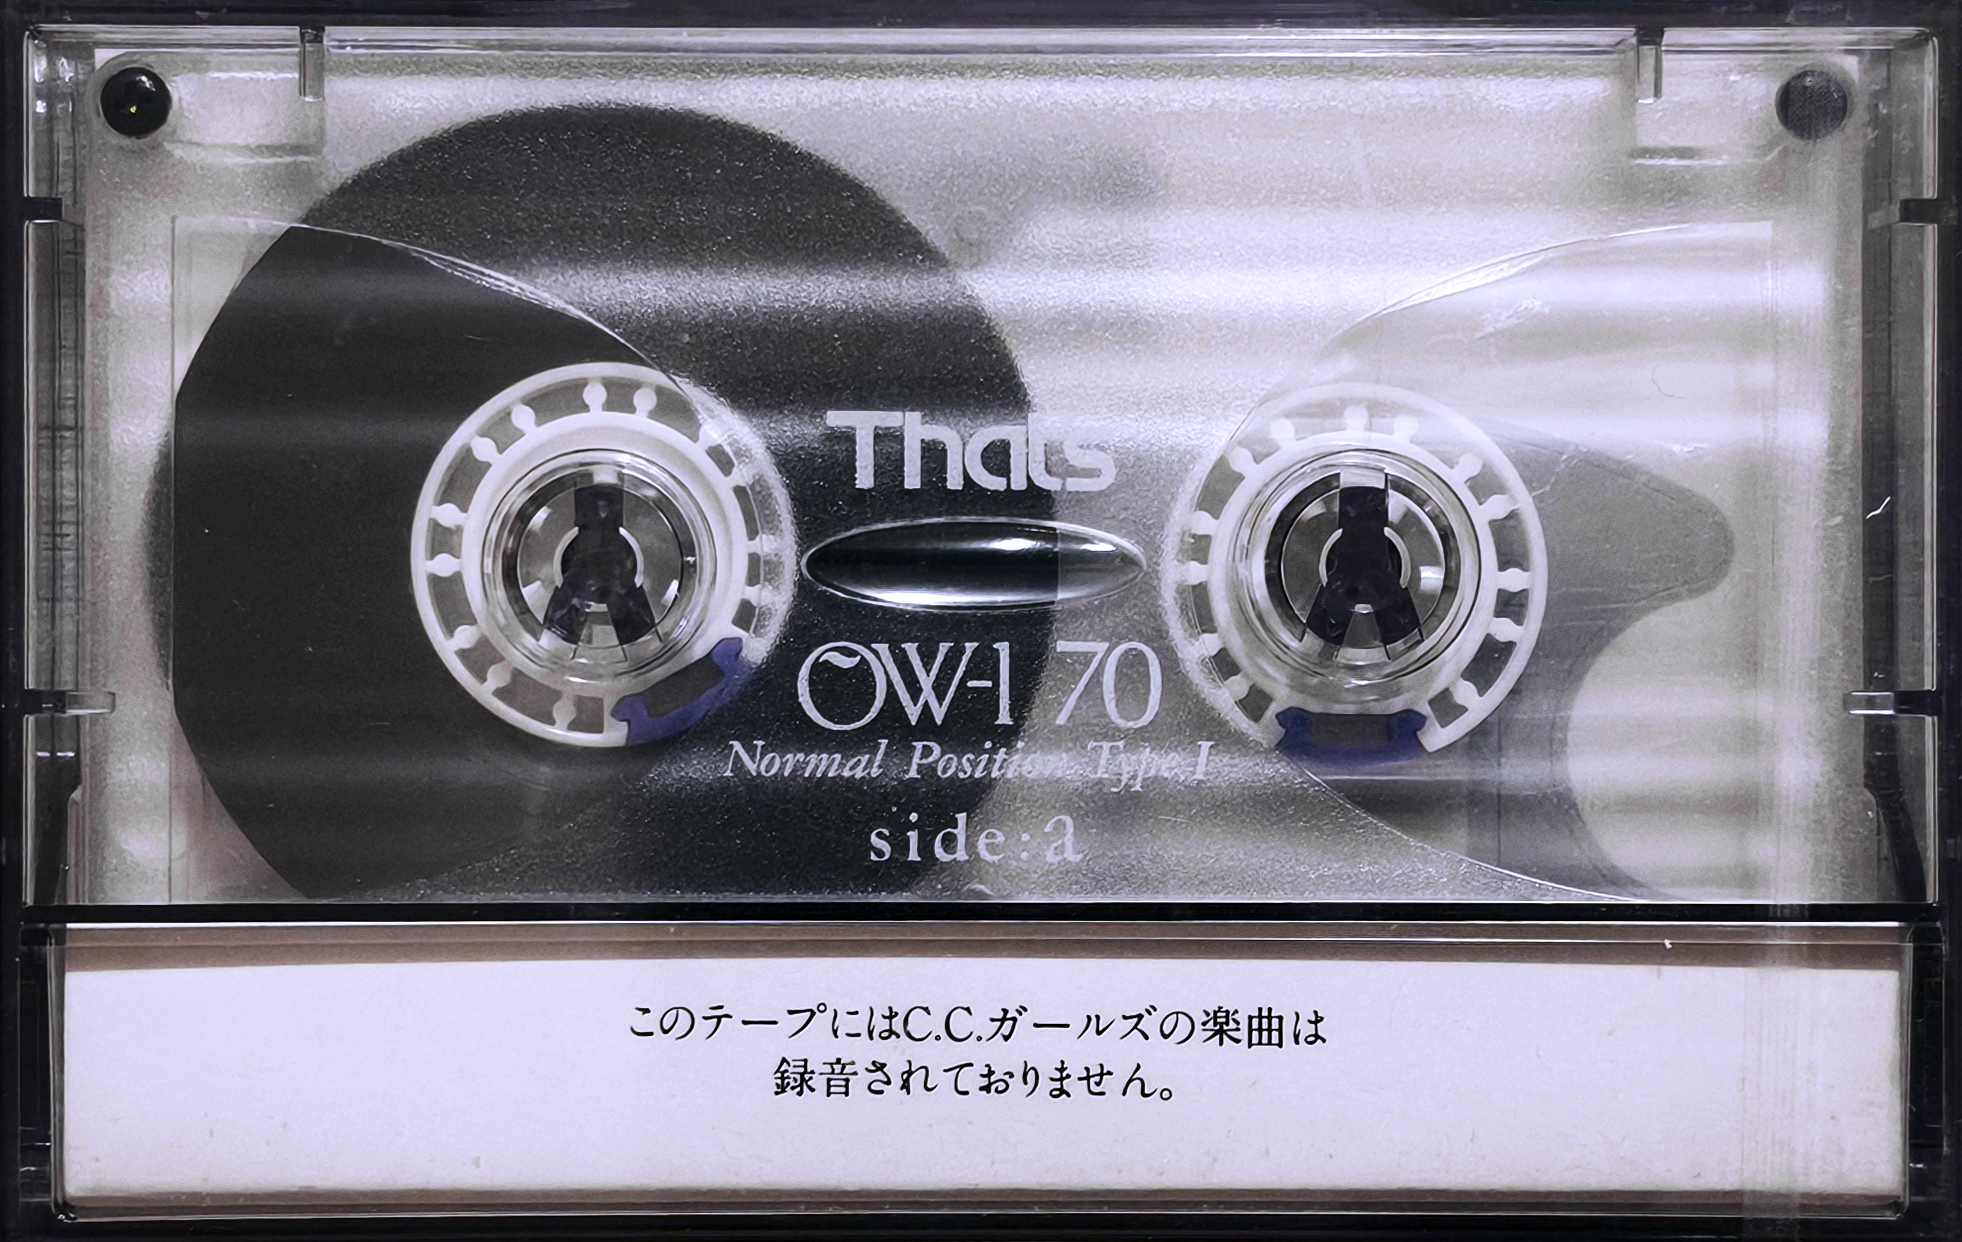 Thats
OW-I 70
Normal Position Type I
side:a
このテープにはC.C.ガールズの楽曲は
録音されておりません。